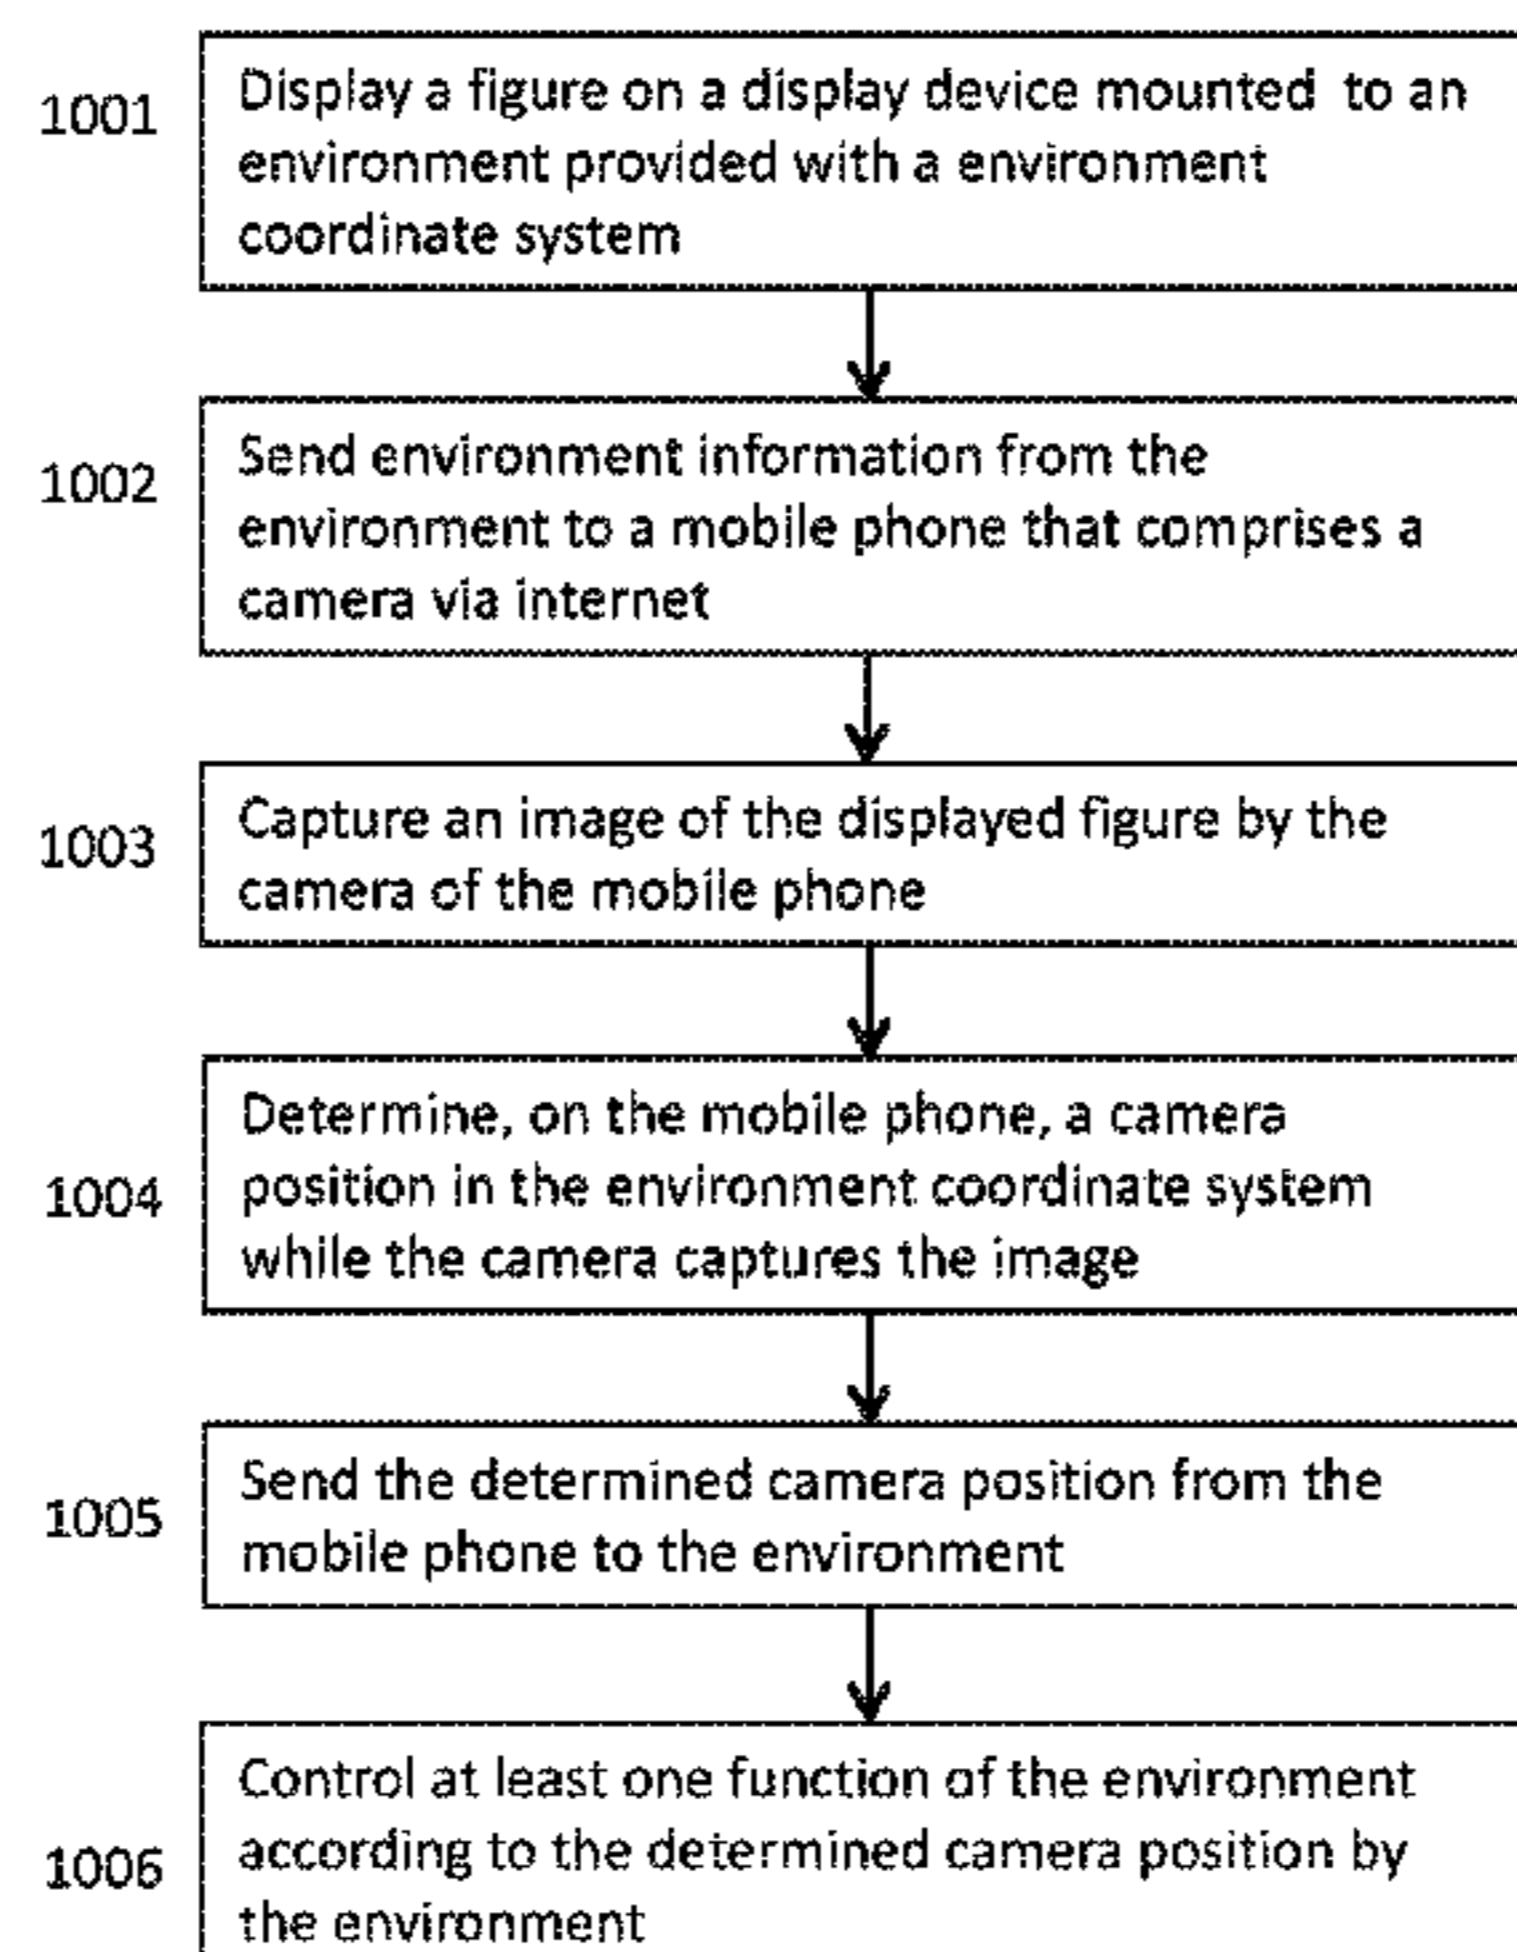 1001
Display a figure on a display device mounted to an
environment provided with a environment
coordinate system
1002
Send environment information from the
environment to a mobile phone that comprises a
camera via internet
1003
Capture an image of the displayed figure by the
camera of the mobile phone
1004
Determine, on the mobile phone, a camera
position in the environment coordinate system
while the camera captures the image
1005
Send the determined camera position from the
mobile phone to the environment
1006
Control at least one function of the environment
according to the determined camera position by
the environment